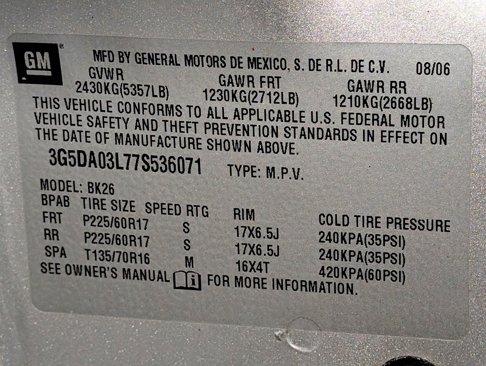 GM
MFD BY GENERAL MOTORS DE MEXICO, S. DE R.L. DE C.V. 08/06
GVWR GAWR FRT GAWR RR
2430KG(5357LB) 1230KG(2712LB) 1210KG(2668LB)
THIS VEHICLE CONFORMS TO ALL APPLICABLE U.S. FEDERAL MOTOR
VEHICLE SAFETY AND THEFT PREVENTION STANDARDS IN EFFECT ON
THE DATE OF MANUFACTURE SHOWN ABOVE.
3G5DA03L77S536071 TYPE: M.P.V.
MODEL: BK26
BPAB TIRE SIZE SPEED RTG RIM COLD TIRE PRESSURE
FRT P225/60R17 S 17X6.5J 240KPA(35PSI)
RR P225/60R17 S 17X6.5J 240KPA(35PSI)
SPA T135/70R16 M 16X4T 420KPA(60PSI)
SEE OWNER'S MANUAL FOR MORE INFORMATION.